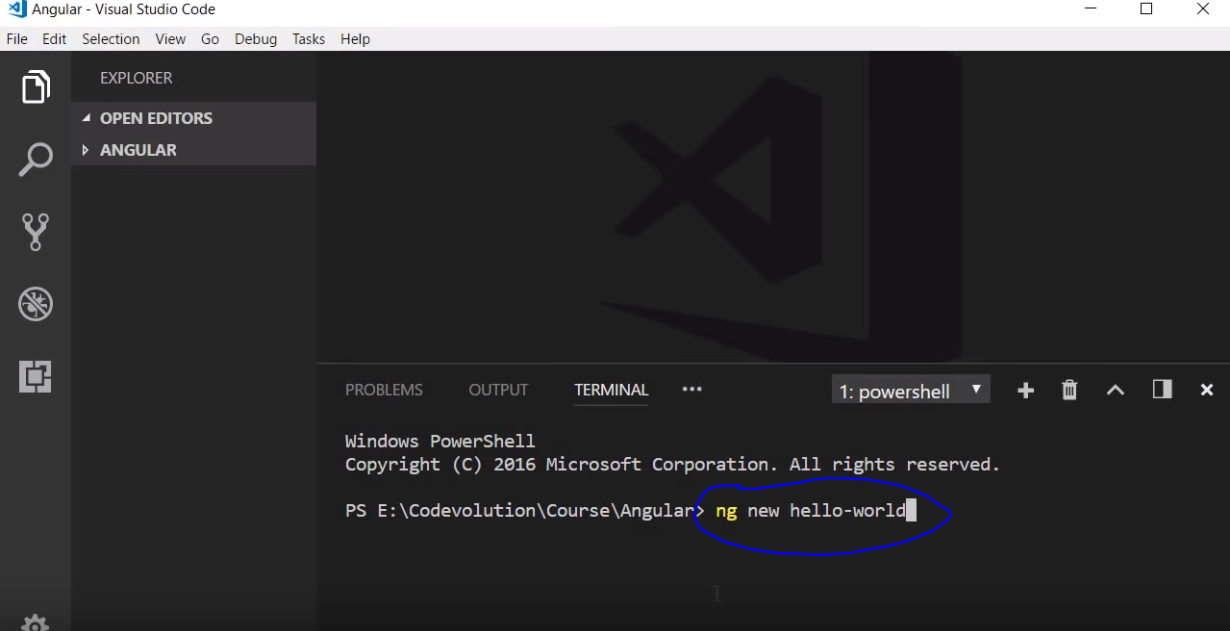 Angular - Visual Studio Code
File Edit Selection View Go Debug Tasks Help
EXPLORER
OPEN EDITORS
ANGULAR
PROBLEMS OUTPUT TERMINAL ••• 1: powershell
Windows PowerShell
Copyright (C) 2016 Microsoft Corporation. All rights reserved.
PS E:\Codevolution\Course\Angular> ng new hello-world